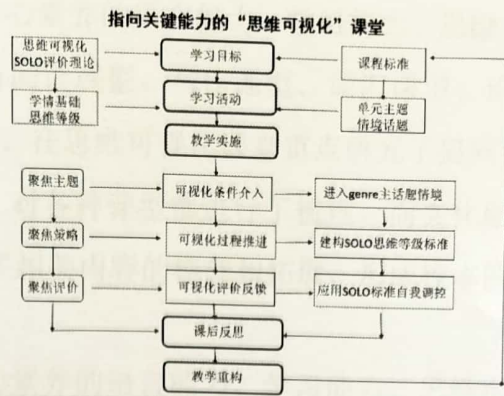 指向关键能力的“思维可视化”课堂
思维可视化
SOLO评价理论
学习目标
课程标准
学情基础
思维等级
学习活动
单元主题
情境话题
教学实施
聚焦主题
可视化条件介入
进入genre主话题情境
聚焦策略
可视化过程推进
建构SOLO思维等级标准
聚焦评价
可视化评价反馈
应用SOLO标准自我调控
课后反思
教学重构